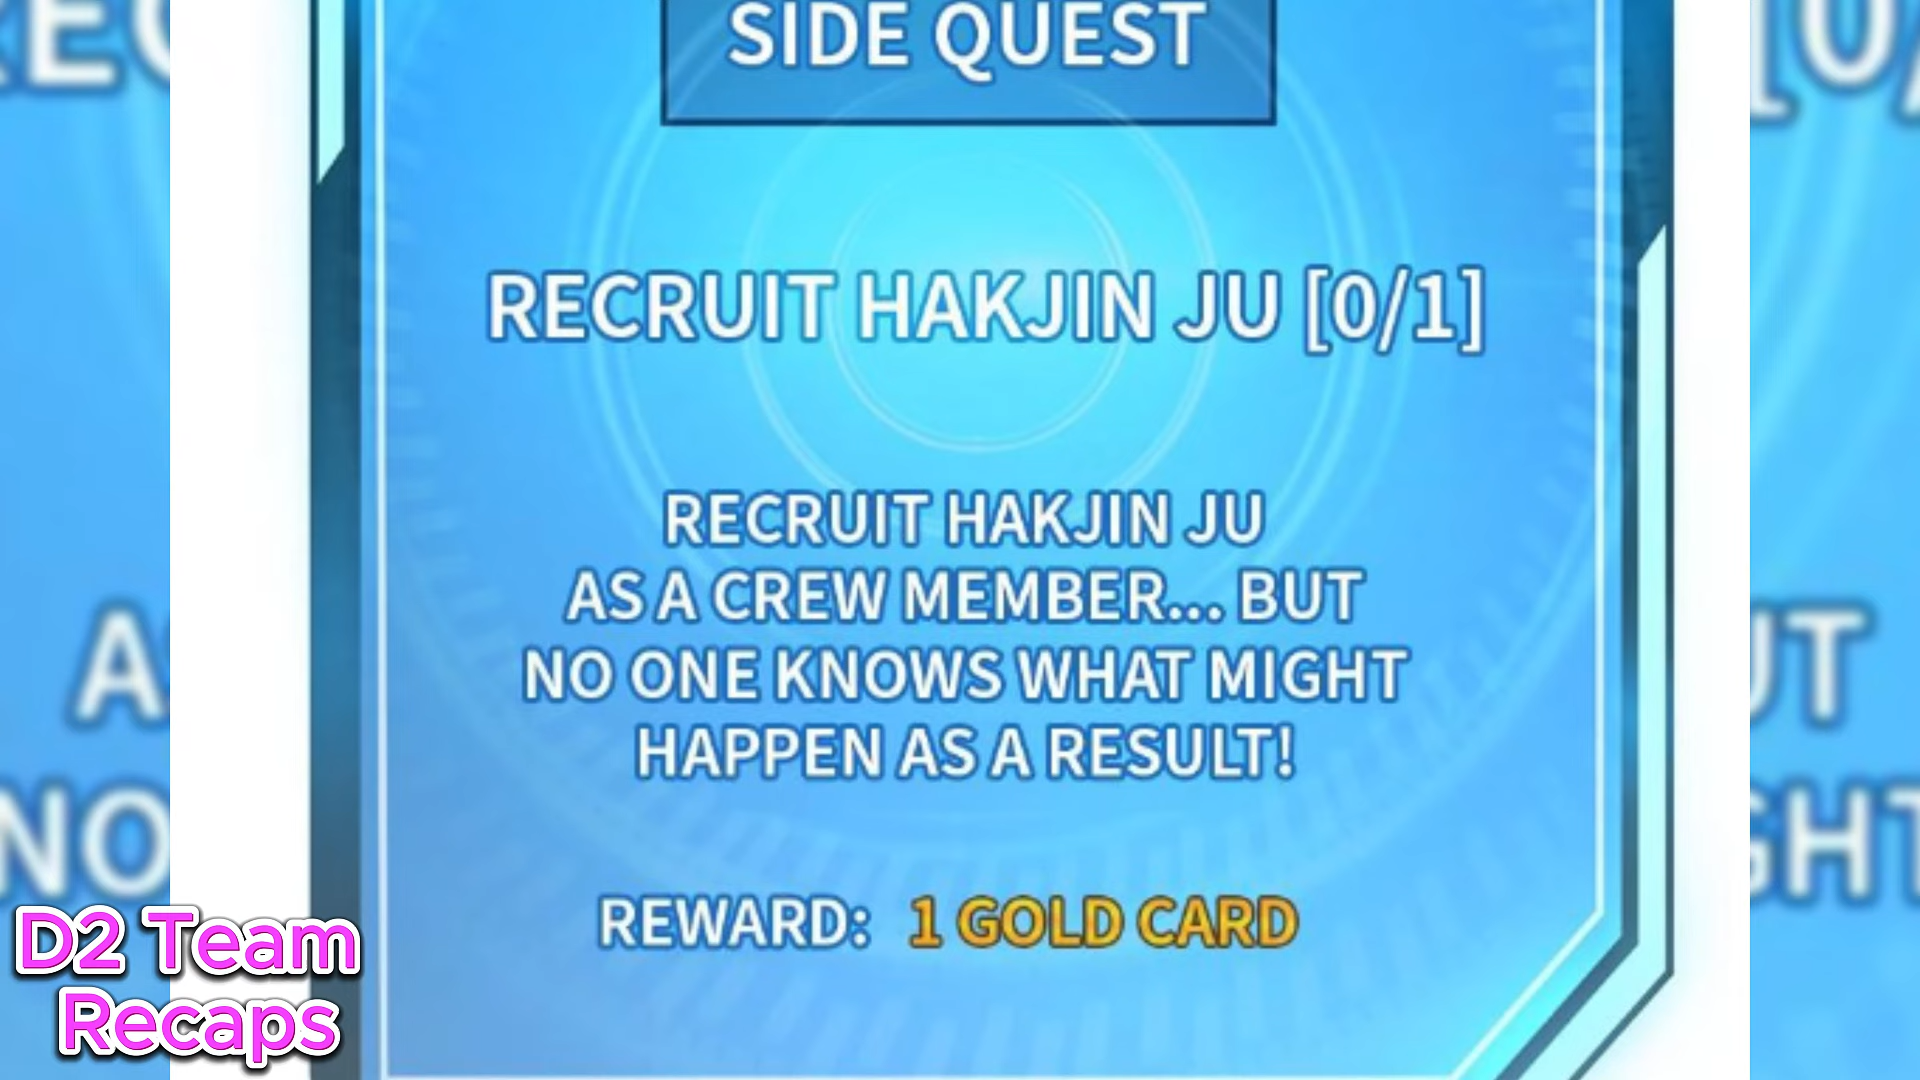 SIDE QUEST
RECRUIT HAKJIN JU [0/1]
RECRUIT HAKJIN JU
AS A CREW MEMBER... BUT
NO ONE KNOWS WHAT MIGHT
HAPPEN AS A RESULT!
REWARD: 1 GOLD CARD
D2 Team
Recaps